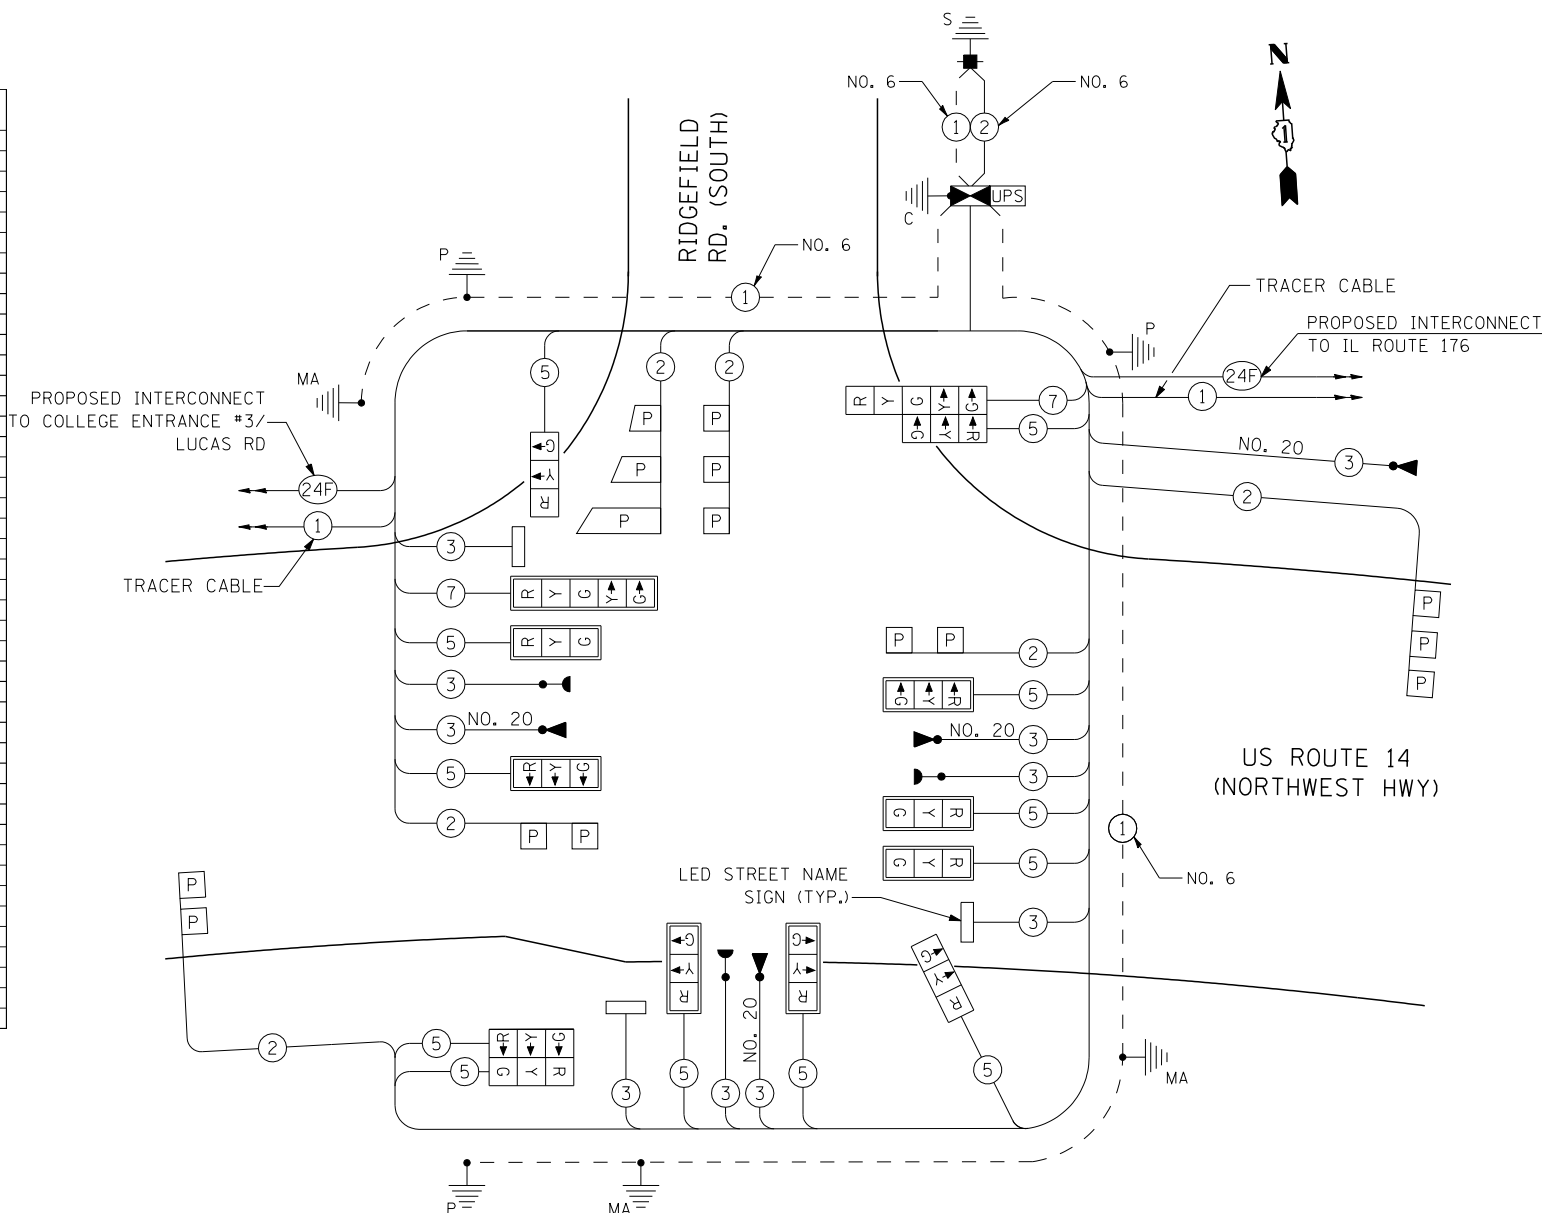 S
N
NO. 6
NO. 6
1
2
1
RIDGEFIELD
RD. (SOUTH)
UPS
C
NO. 6
P
1
TRACER CABLE
P
PROPOSED INTERCONNECT
TO IL ROUTE 176
5
2
2
MA
24F
PROPOSED INTERCONNECT
TO COLLEGE ENTRANCE #3/
LUCAS RD
R Y G Y G
7
1
P
P
G Y R
5
G
Y
R
NO. 20
3
P
P
24F
2
P
P
1
3
TRACER CABLE
7
R Y G Y G
P
5
R Y G
P P
2
P
3
G Y R
5
P
3
NO. 20
NO. 20
3
US ROUTE 14
(NORTHWEST HWY)
5
R Y G
3
G Y R
5
2
P P
1
G Y R
5
LED STREET NAME
SIGN (TYP.)
NO. 6
P
P
3
G
Y
R
G
Y
R
G
Y
R
NO. 20
2
5
R Y G
5
G Y R
5
5
5
MA
3
3
3
P
MA